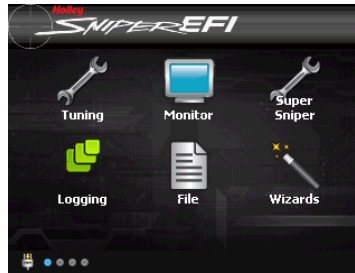 Holley
SNIPER EFI
Tuning
Monitor
Super
Sniper
Logging
File
Wizards